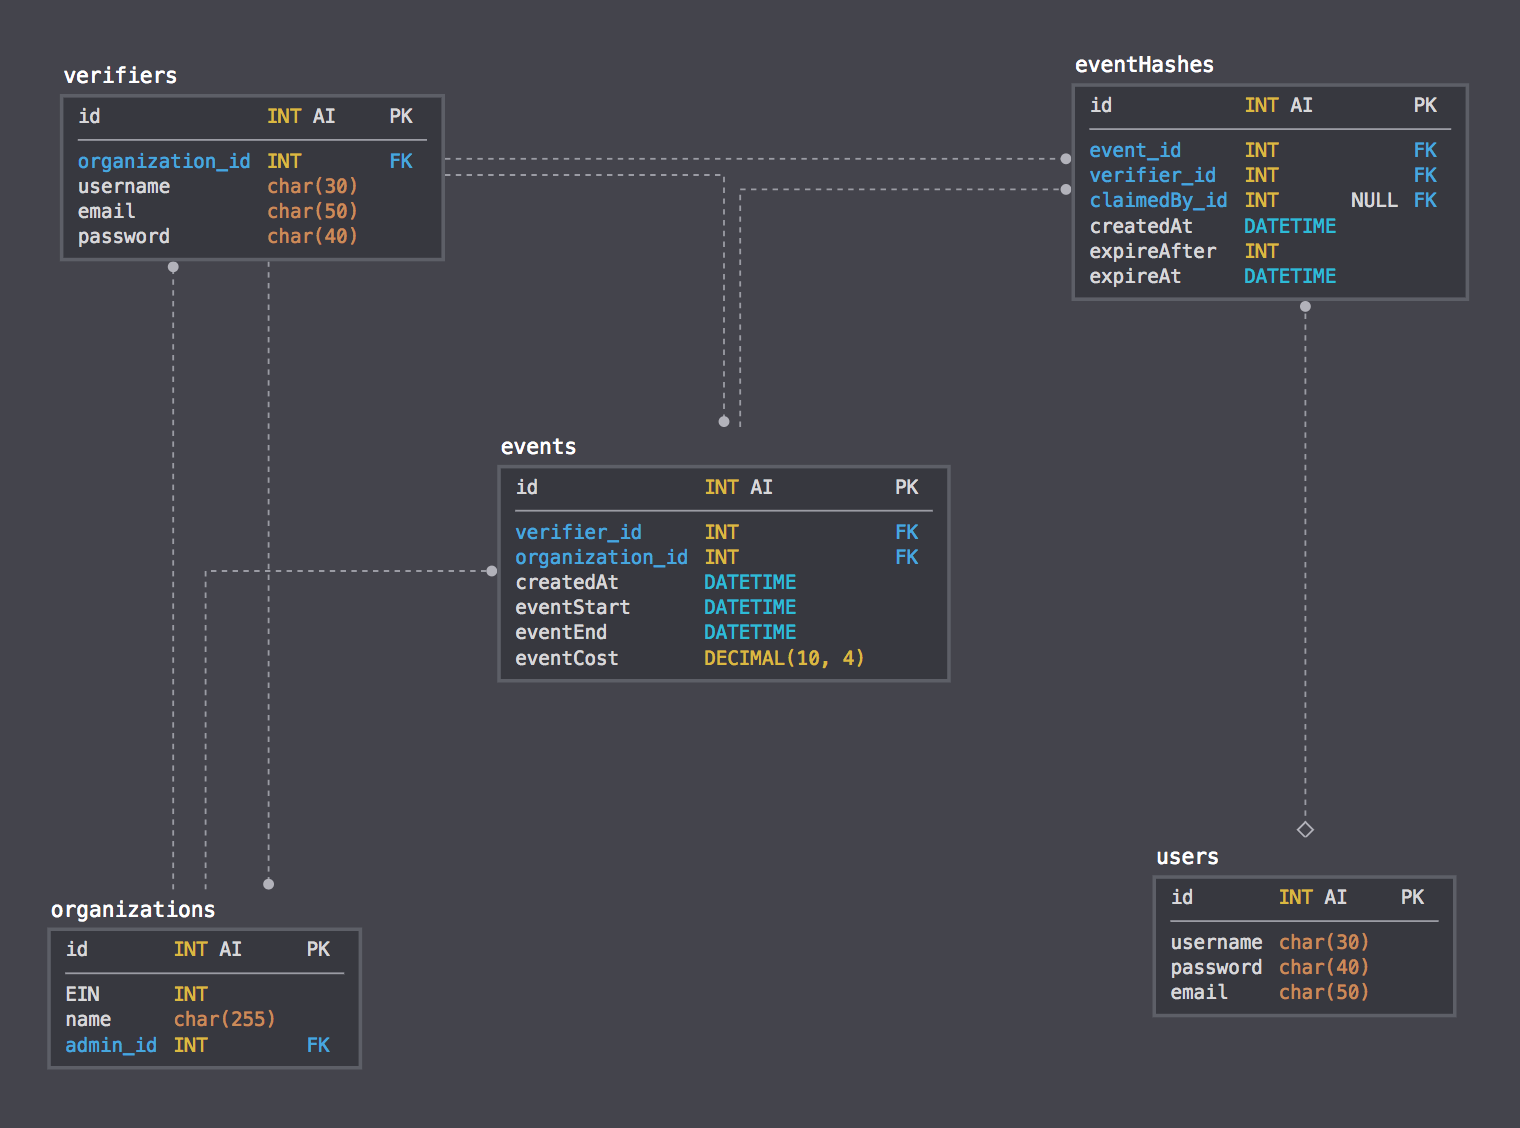 verifiers
id INT AI PK
organization_id INT FK
username char(30)
email char(50)
password char(40)
eventHashes
id INT AI PK
event_id INT FK
verifier_id INT FK
claimedBy_id INT NULL FK
createdAt DATETIME
expireAfter INT
expireAt DATETIME
events
id INT AI PK
verifier_id INT FK
organization_id INT FK
createdAt DATETIME
eventStart DATETIME
eventEnd DATETIME
eventCost DECIMAL(10, 4)
organizations
id INT AI PK
EIN INT
name char(255)
admin_id INT FK
users
id INT AI PK
username char(30)
password char(40)
email char(50)